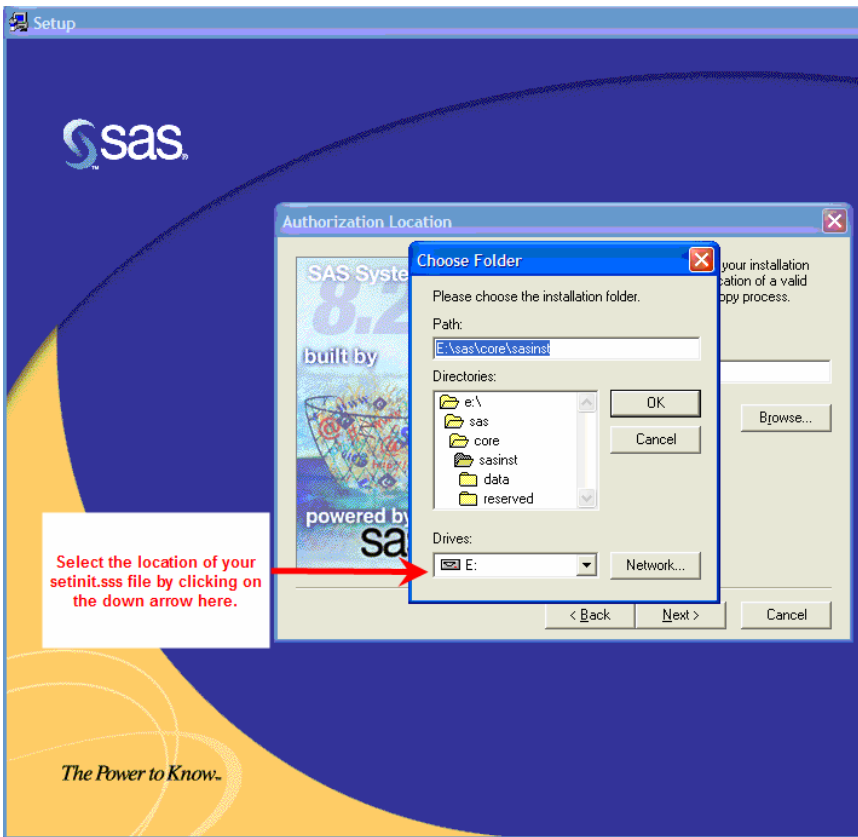 Setup
sas
Authorization Location
SAS Syste
8.2
built by
powered by
sa
your installation
cation of a valid
opy process.
Browse...
Choose Folder
Please choose the installation folder.
Path:
E:\sas\core\sasinst
Directories:
e:\
sas
core
sasinst
data
reserved
OK
Cancel
Drives:
E:
Network...
< Back
Next >
Cancel
Select the location of your
setinit.sss file by clicking on
the down arrow here.
The Power to Know™